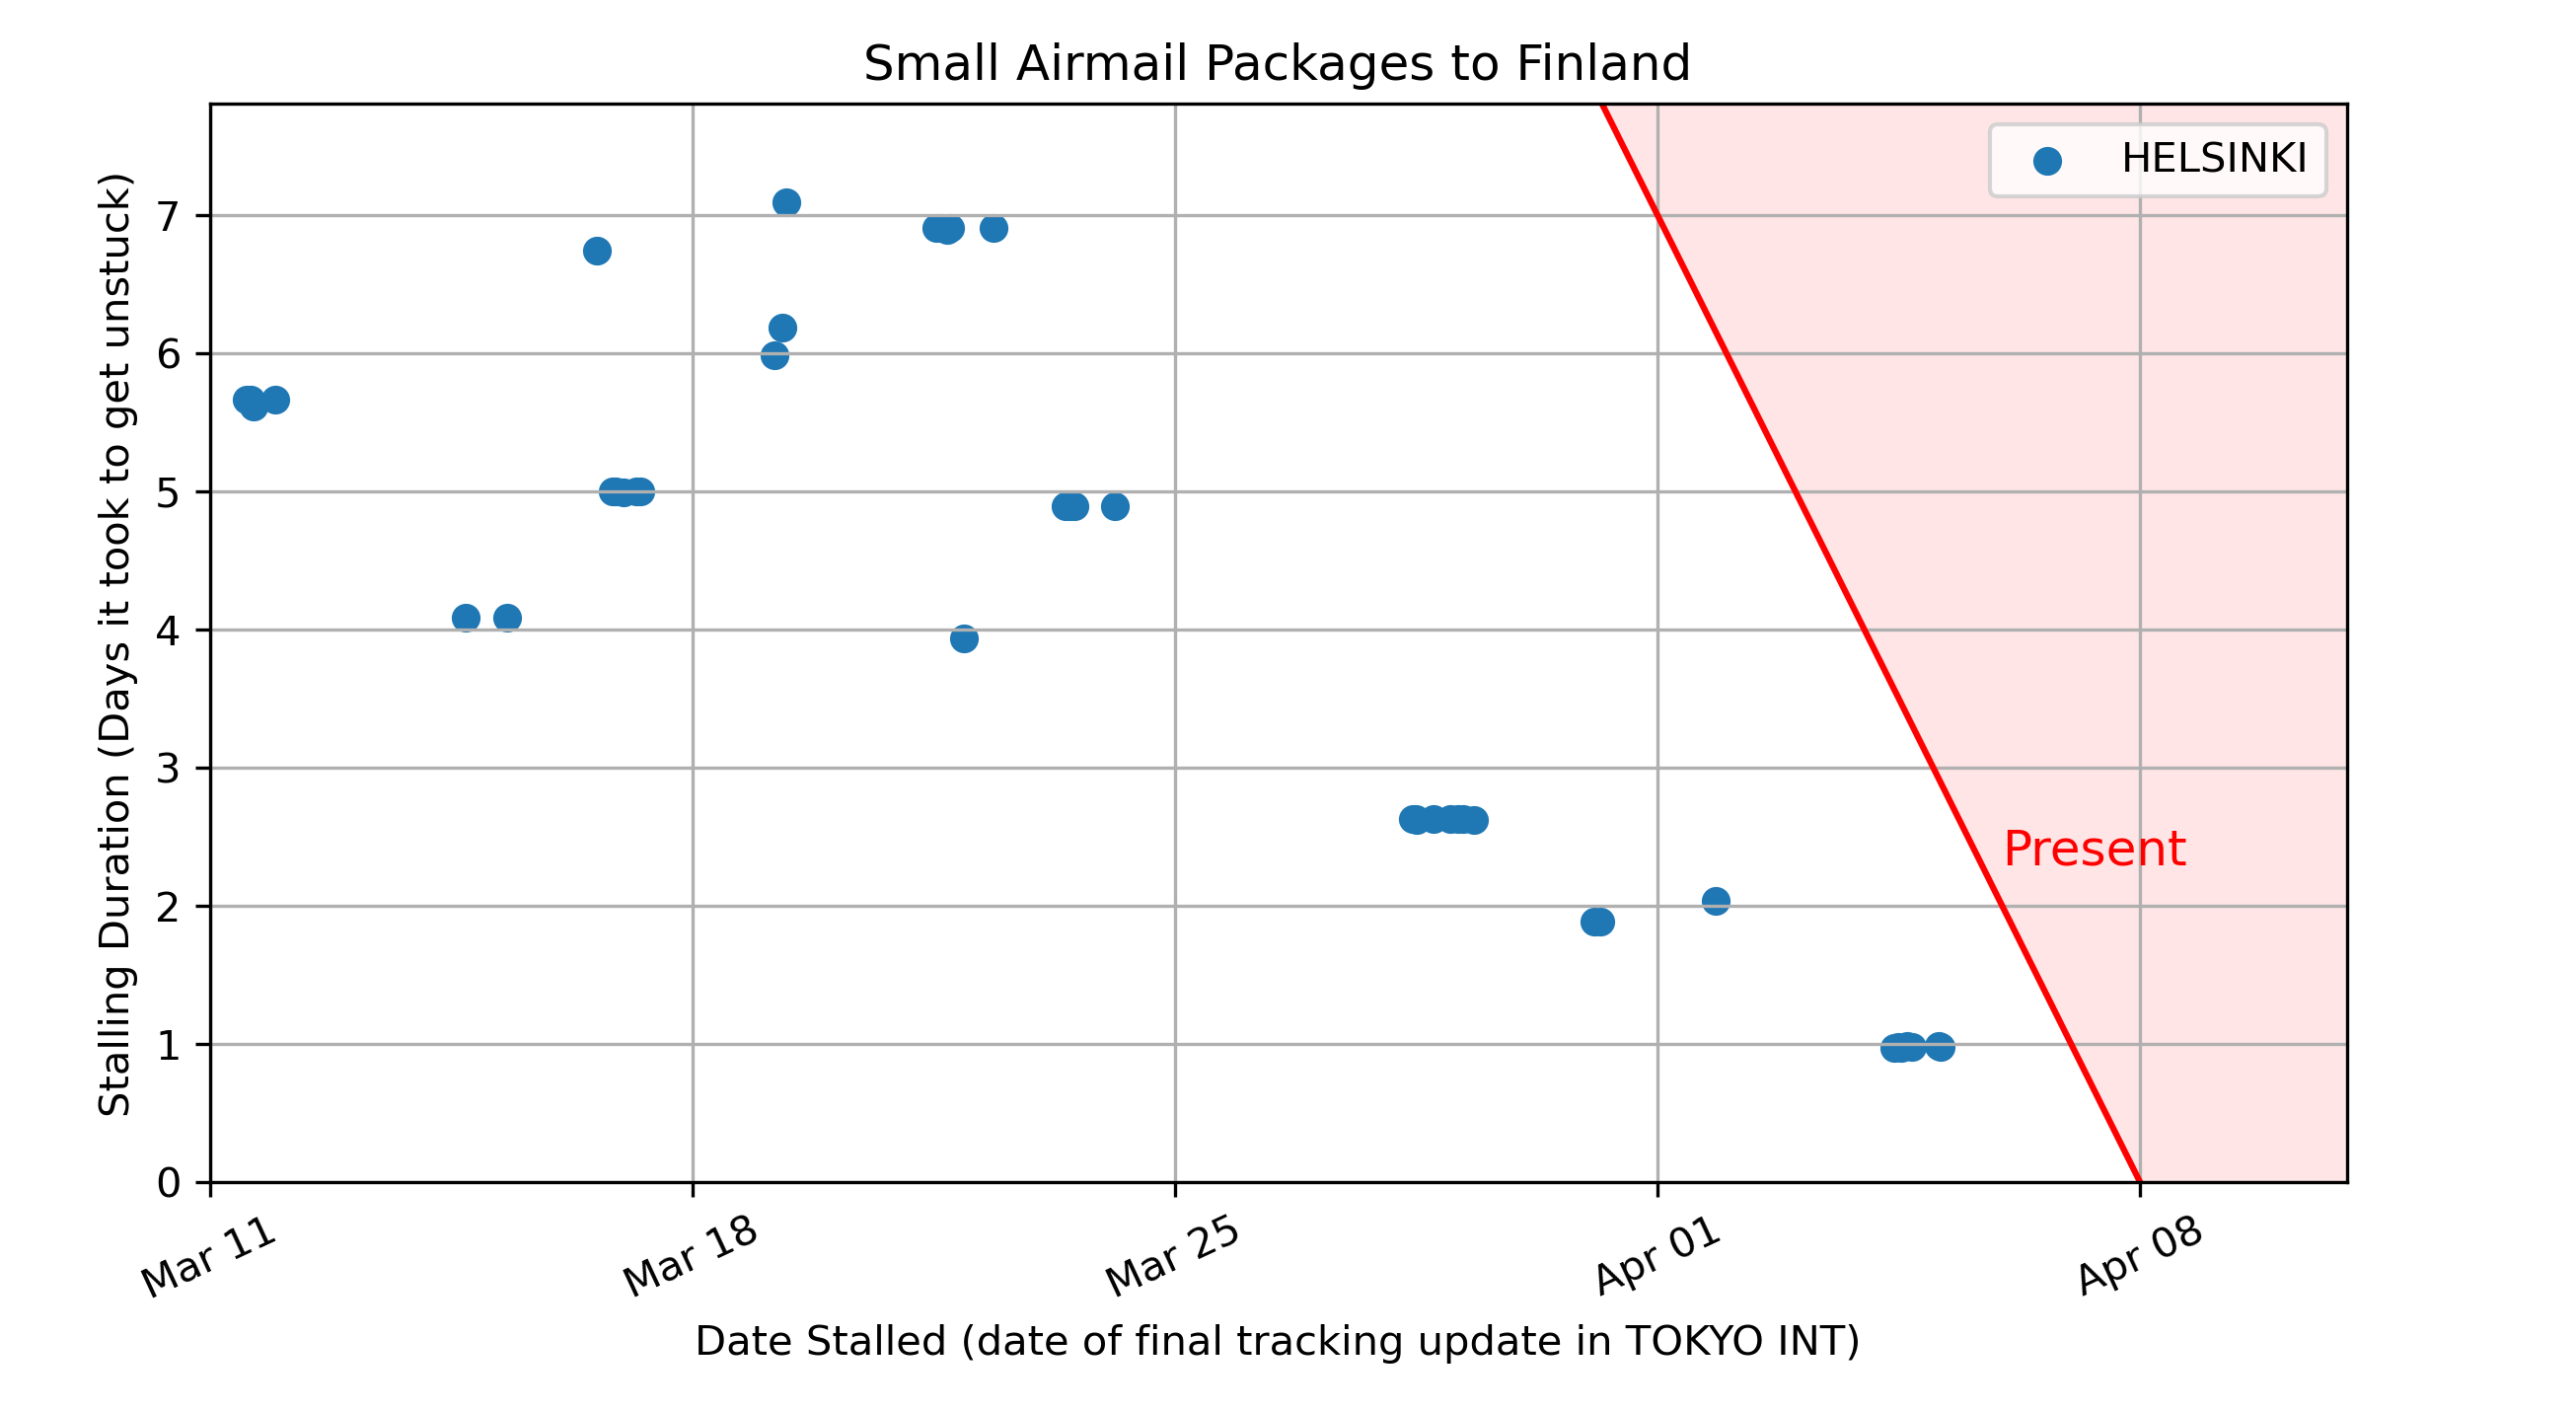 Small Airmail Packages to Finland
HELSINKI
Stalling Duration (Days it took to get unstuck)
7
6
5
4
3
2
1
0
Present
Mar 11
Mar 18
Mar 25
Apr 01
Apr 08
Date Stalled (date of final tracking update in TOKYO INT)